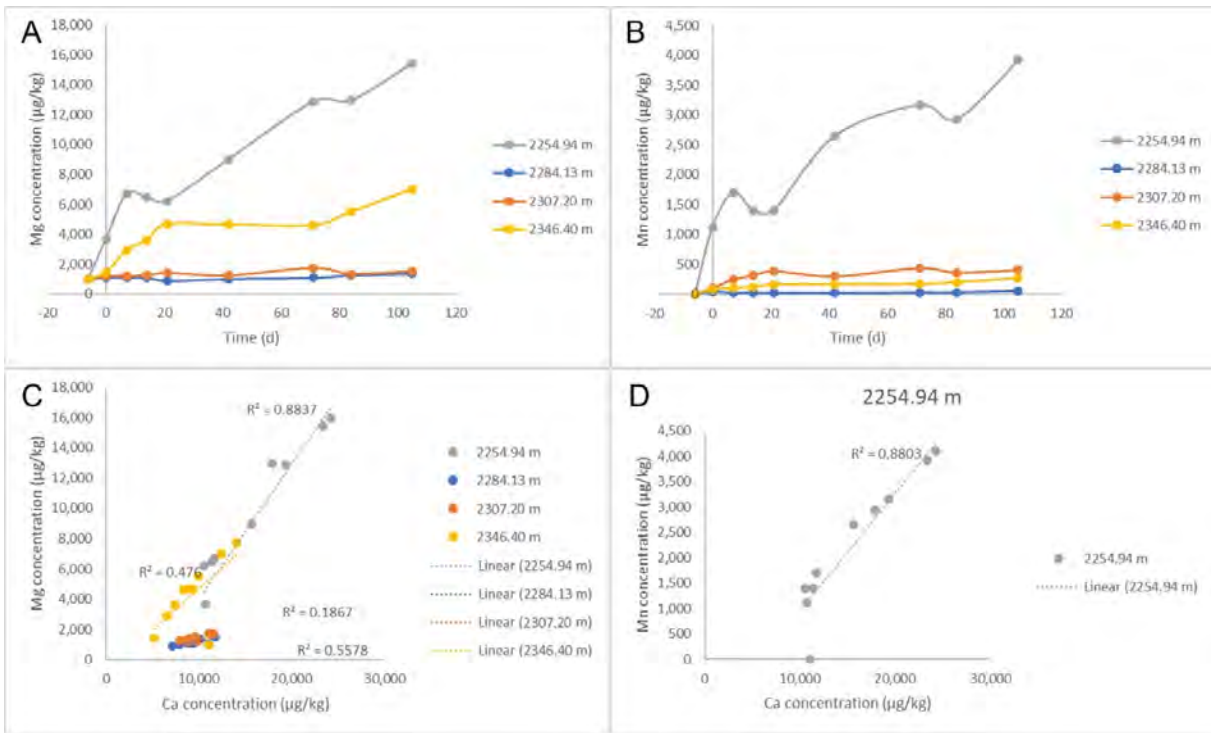 A
Mg concentration (µg/kg)
18,000
16,000
14,000
12,000
10,000
8,000
6,000
4,000
2,000
0
-20
0
20
40
60
80
100
120
Time (d)
2254.94 m
2284.13 m
2307.20 m
2346.40 m
B
Mn concentration (µg/kg)
4,500
4,000
3,500
3,000
2,500
2,000
1,500
1,000
500
0
-20
0
20
40
60
80
100
120
Time (d)
2254.94 m
2284.13 m
2307.20 m
2346.40 m
C
Mg concentration (µg/kg)
18,000
16,000
14,000
12,000
10,000
8,000
6,000
4,000
2,000
0
R² = 0.8837
R² = 0.476
R² = 0.1867
R² = 0.5578
0
10,000
20,000
30,000
Ca concentration (µg/kg)
2254.94 m
2284.13 m
2307.20 m
2346.40 m
Linear (2254.94 m)
Linear (2284.13 m)
Linear (2307.20 m)
Linear (2346.40 m)
D
2254.94 m
Mn concentration (µg/kg)
4,500
4,000
3,500
3,000
2,500
2,000
1,500
1,000
500
0
R² = 0.8803
0
10,000
20,000
30,000
Ca concentration (µg/kg)
2254.94 m
Linear (2254.94 m)